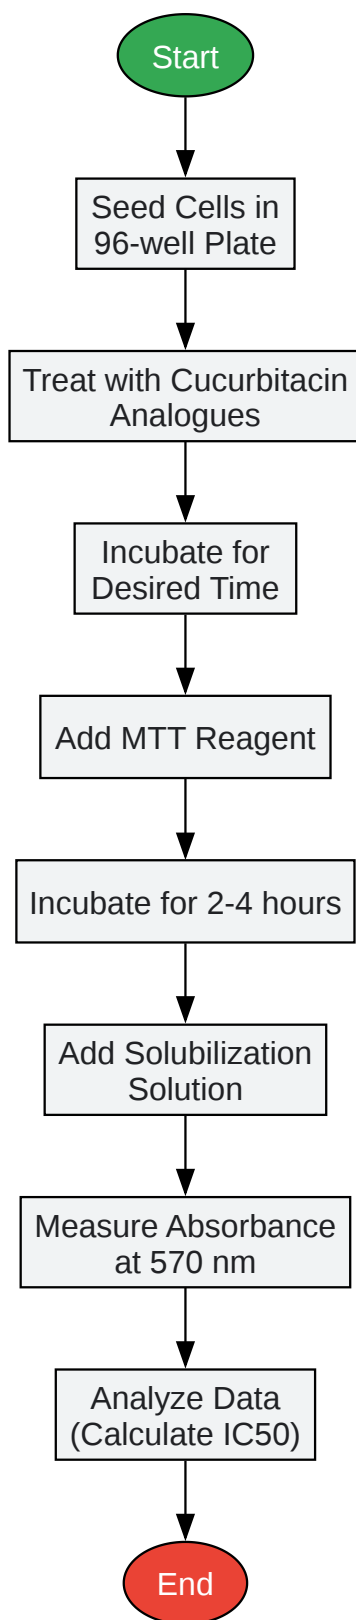 Start
Seed Cells in
96-well Plate
Treat with Cucurbitacin
Analogues
Incubate for
Desired Time
Add MTT Reagent
Incubate for 2-4 hours
Add Solubilization
Solution
Measure Absorbance
at 570 nm
Analyze Data
(Calculate IC50)
End